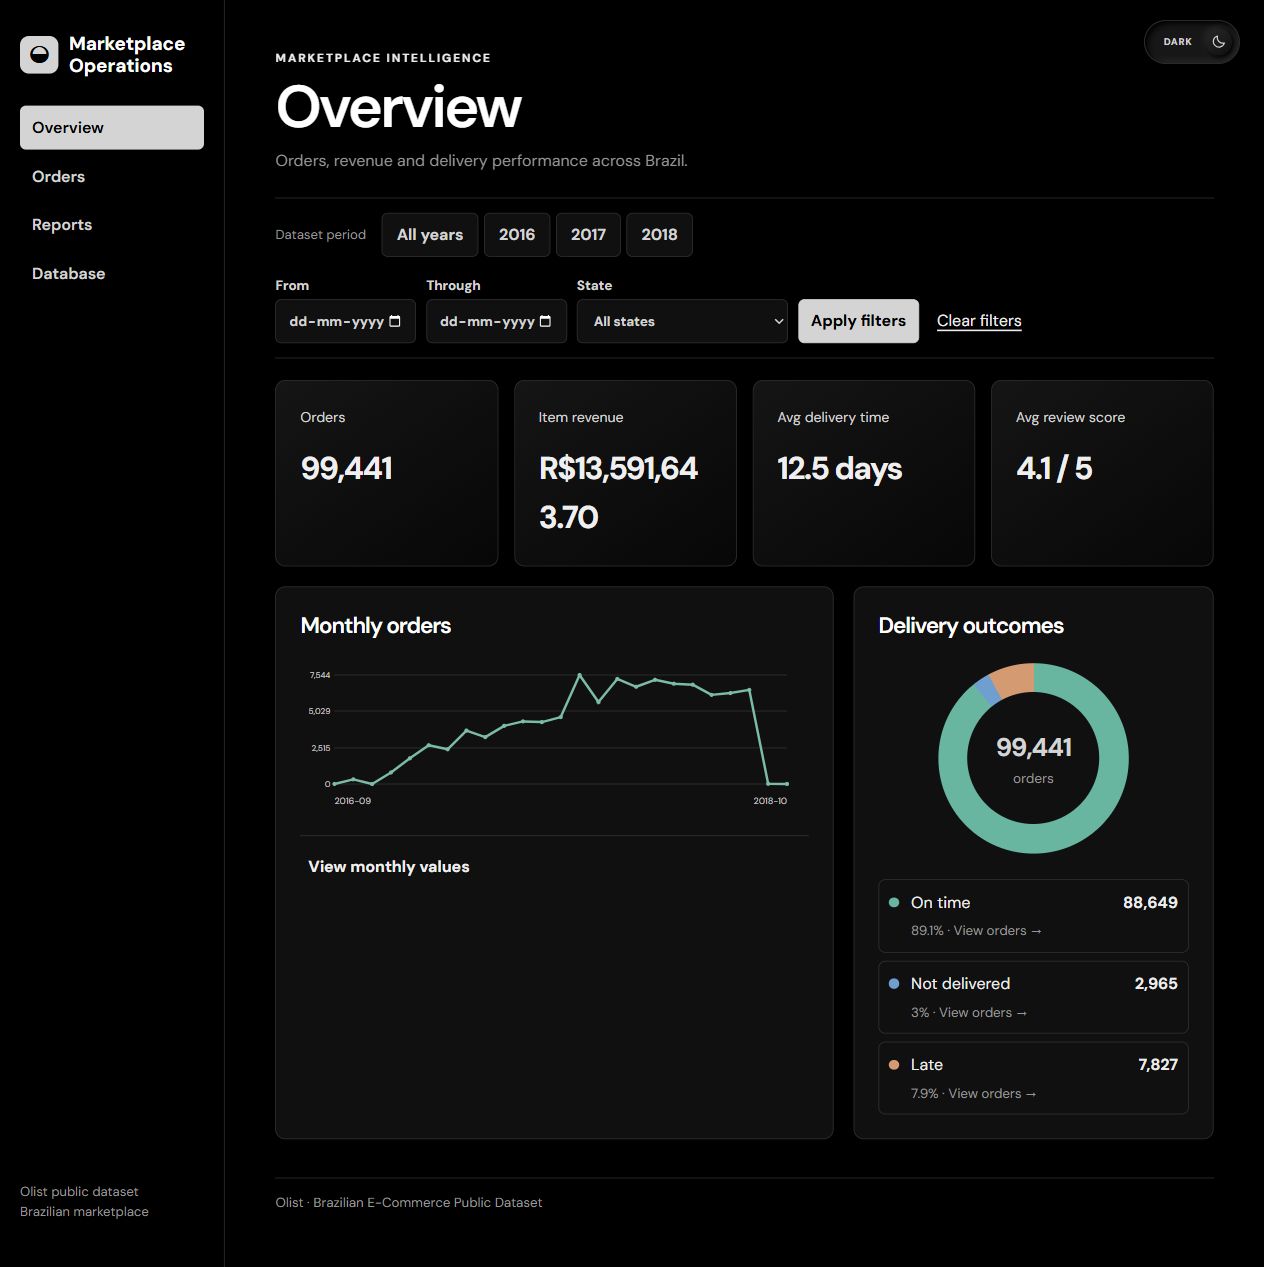 Marketplace
Operations
Overview
Orders
Reports
Database
Olist public dataset
Brazilian marketplace
DARK
MARKETPLACE INTELLIGENCE
Overview
Orders, revenue and delivery performance across Brazil.
Dataset period All years 2016 2017 2018
From Through State
dd-mm-yyyy dd-mm-yyyy All states Apply filters Clear filters
Orders
99,441
Item revenue
R$13,591,64
3.70
Avg delivery time
12.5 days
Avg review score
4.1 / 5
Monthly orders
7,544
5,029
2,515
0
2016-09 2018-10
View monthly values
Delivery outcomes
99,441
orders
On time 88,649
89.1% · View orders →
Not delivered 2,965
3% · View orders →
Late 7,827
7.9% · View orders →
Olist · Brazilian E-Commerce Public Dataset